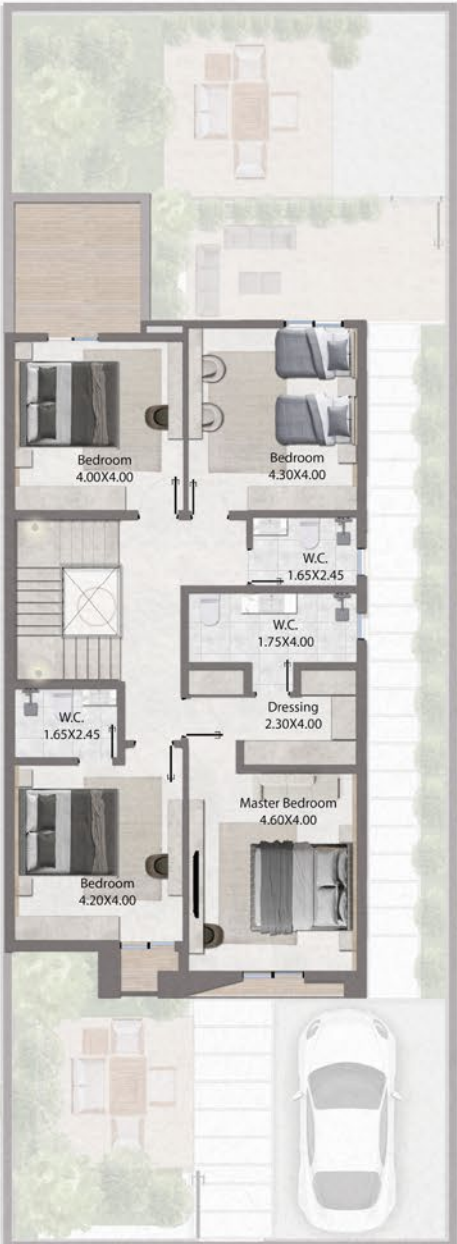 Bedroom
4.00X4.00
Bedroom
4.30X4.00
W.C.
1.65X2.45
W.C.
1.75X4.00
W.C.
1.65X2.45
Dressing
2.30X4.00
Master Bedroom
4.60X4.00
Bedroom
4.20X4.00